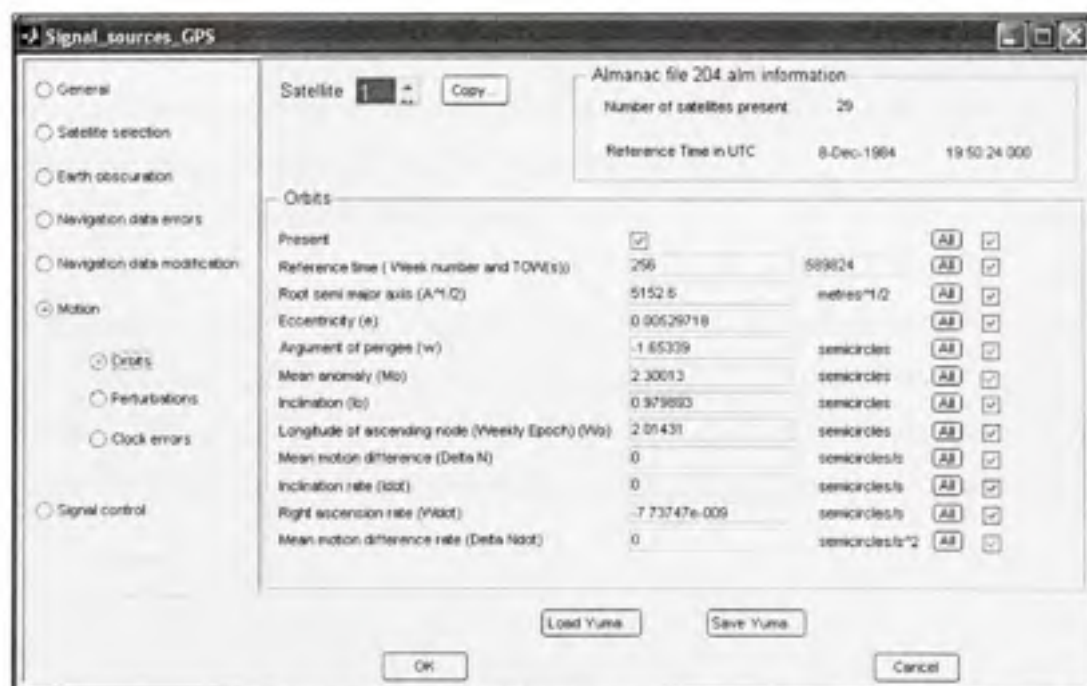 Signal_sources_GPS
General
Satellite selection
Earth obscuration
Navigation data errors
Navigation data modification
Motion
Orbits
Perturbations
Clock errors
Signal control
Satellite 1 Copy...
Almanac file 204 alm information
Number of satellites present 29
Reference Time in UTC 8-Dec-1984 19 50 24 000
Orbits
Present All
Reference time ( Week number and TOW(s)) 256 589824 All
Root semi major axis (A^1/2) 5152.6 metres^1/2 All
Eccentricity (e) 0.00529718 All
Argument of perigee (w) -1.65339 semicircles All
Mean anomaly (Mo) 2.30013 semicircles All
Inclination (Io) 0.979893 semicircles All
Longitude of ascending node (Weekly Epoch) (Wo) 2.01431 semicircles All
Mean motion difference (Delta N) 0 semicircles/s All
Inclination rate (Idot) 0 semicircles/s All
Right ascension rate (Wdot) -7.73747e-009 semicircles/s All
Mean motion difference rate (Delta Ndot) 0 semicircles/s^2 All
Load Yuma... Save Yuma...
OK Cancel